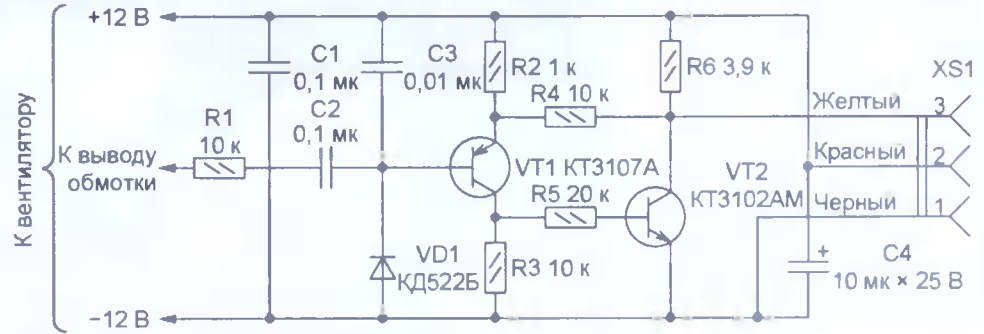 +12 В
C1
0,1 мк
C3
0,01 мк
R2 1 к
R4 10 к
R6 3,9 к
XS1
Желтый
3
R1
10 к
C2
0,1 мк
К выводу
обмотки
VT1 КТ3107А
VT2
КТ3102АМ
Красный
2
R5 20 к
Черный
1
К вентилятору
VD1
КД522Б
R3 10 к
+
C4
10 мк × 25 В
−12 В